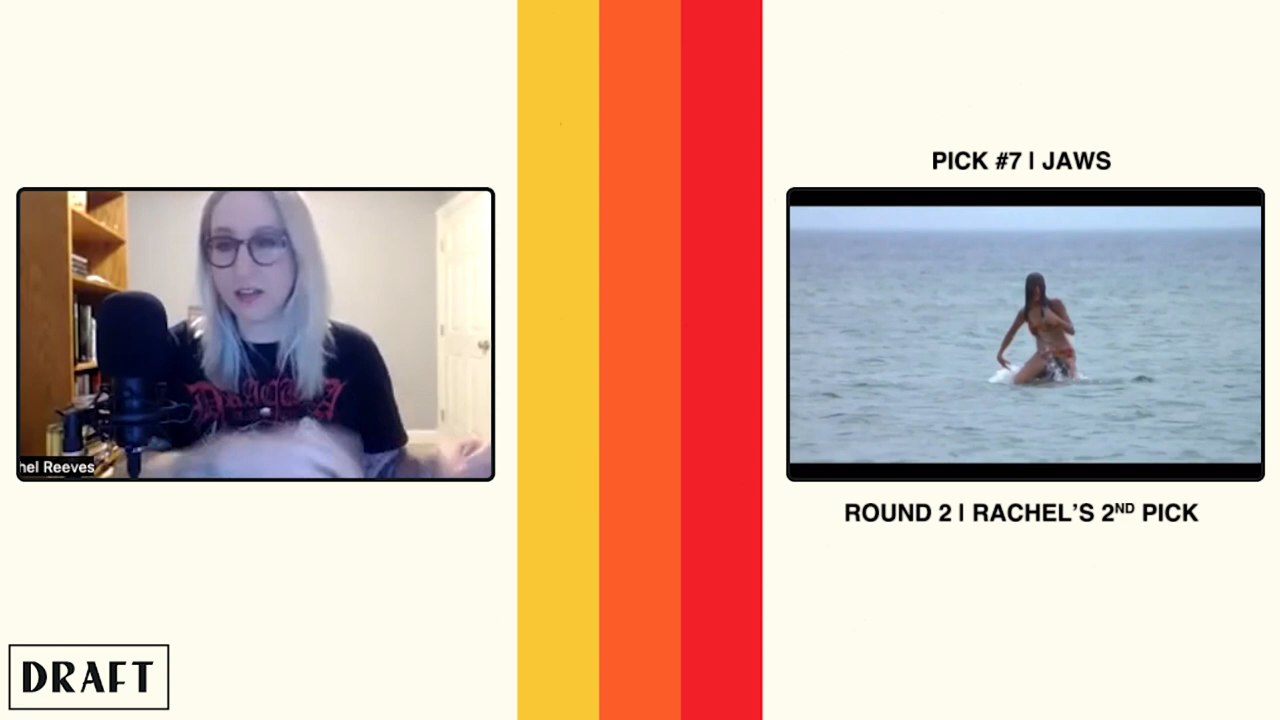 PICK #7 | JAWS
hel Reeves
ROUND 2 | RACHEL'S 2ND PICK
DRAFT